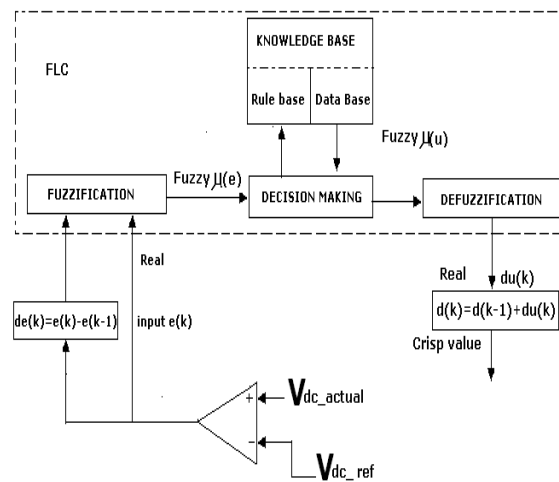 KNOWLEDGE BASE
FLC
Rule base
Data Base
Fuzzy μ(u)
Fuzzy μ(e)
FUZZIFICATION
DECISION MAKING
DEFUZZIFICATION
Real
Real
du(k)
de(k)=e(k)-e(k-1)
input e(k)
d(k)=d(k-1)+du(k)
Crisp value
+
Vdc_actual
-
Vdc_ref